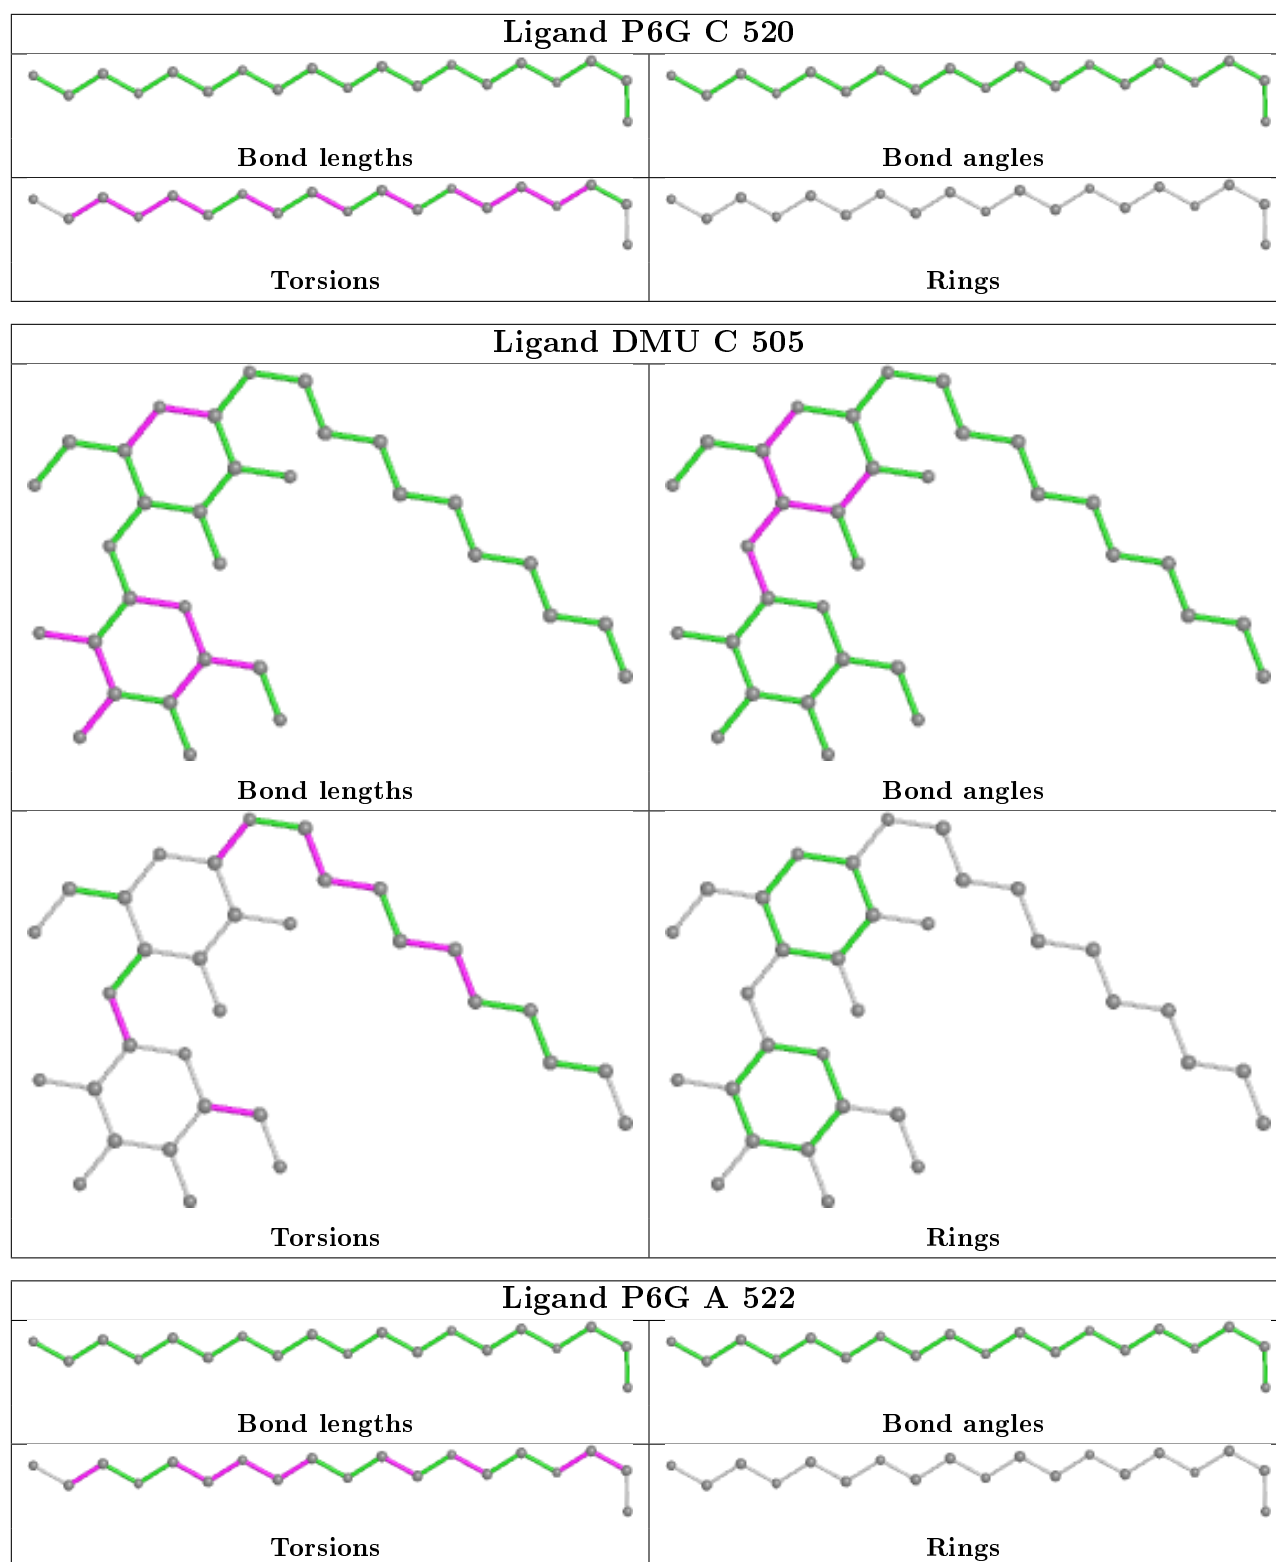 Ligand P6G C 520
Bond lengths
Bond angles
Torsions
Rings
Ligand DMU C 505
Bond lengths
Bond angles
Torsions
Rings
Ligand P6G A 522
Bond lengths
Bond angles
Torsions
Rings